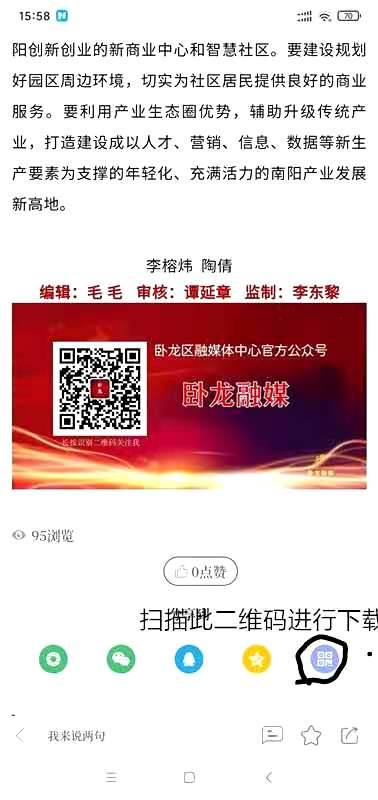 15:58
70
阳创新创业的新商业中心和智慧社区。要建设规划
好园区周边环境，切实为社区居民提供良好的商业
服务。要利用产业生态圈优势，辅助升级传统产
业，打造建设成以人才、营销、信息、数据等新生
产要素为支撑的年轻化、充满活力的南阳产业发展
新高地。
李榕炜 陶倩
编辑：毛 毛 审核：谭延章 监制：李东黎
卧龙区融媒体中心官方公众号
卧龙融媒
长按识别二维码关注我
95浏览
0点赞
扫描此二维码进行下载
我来说两句